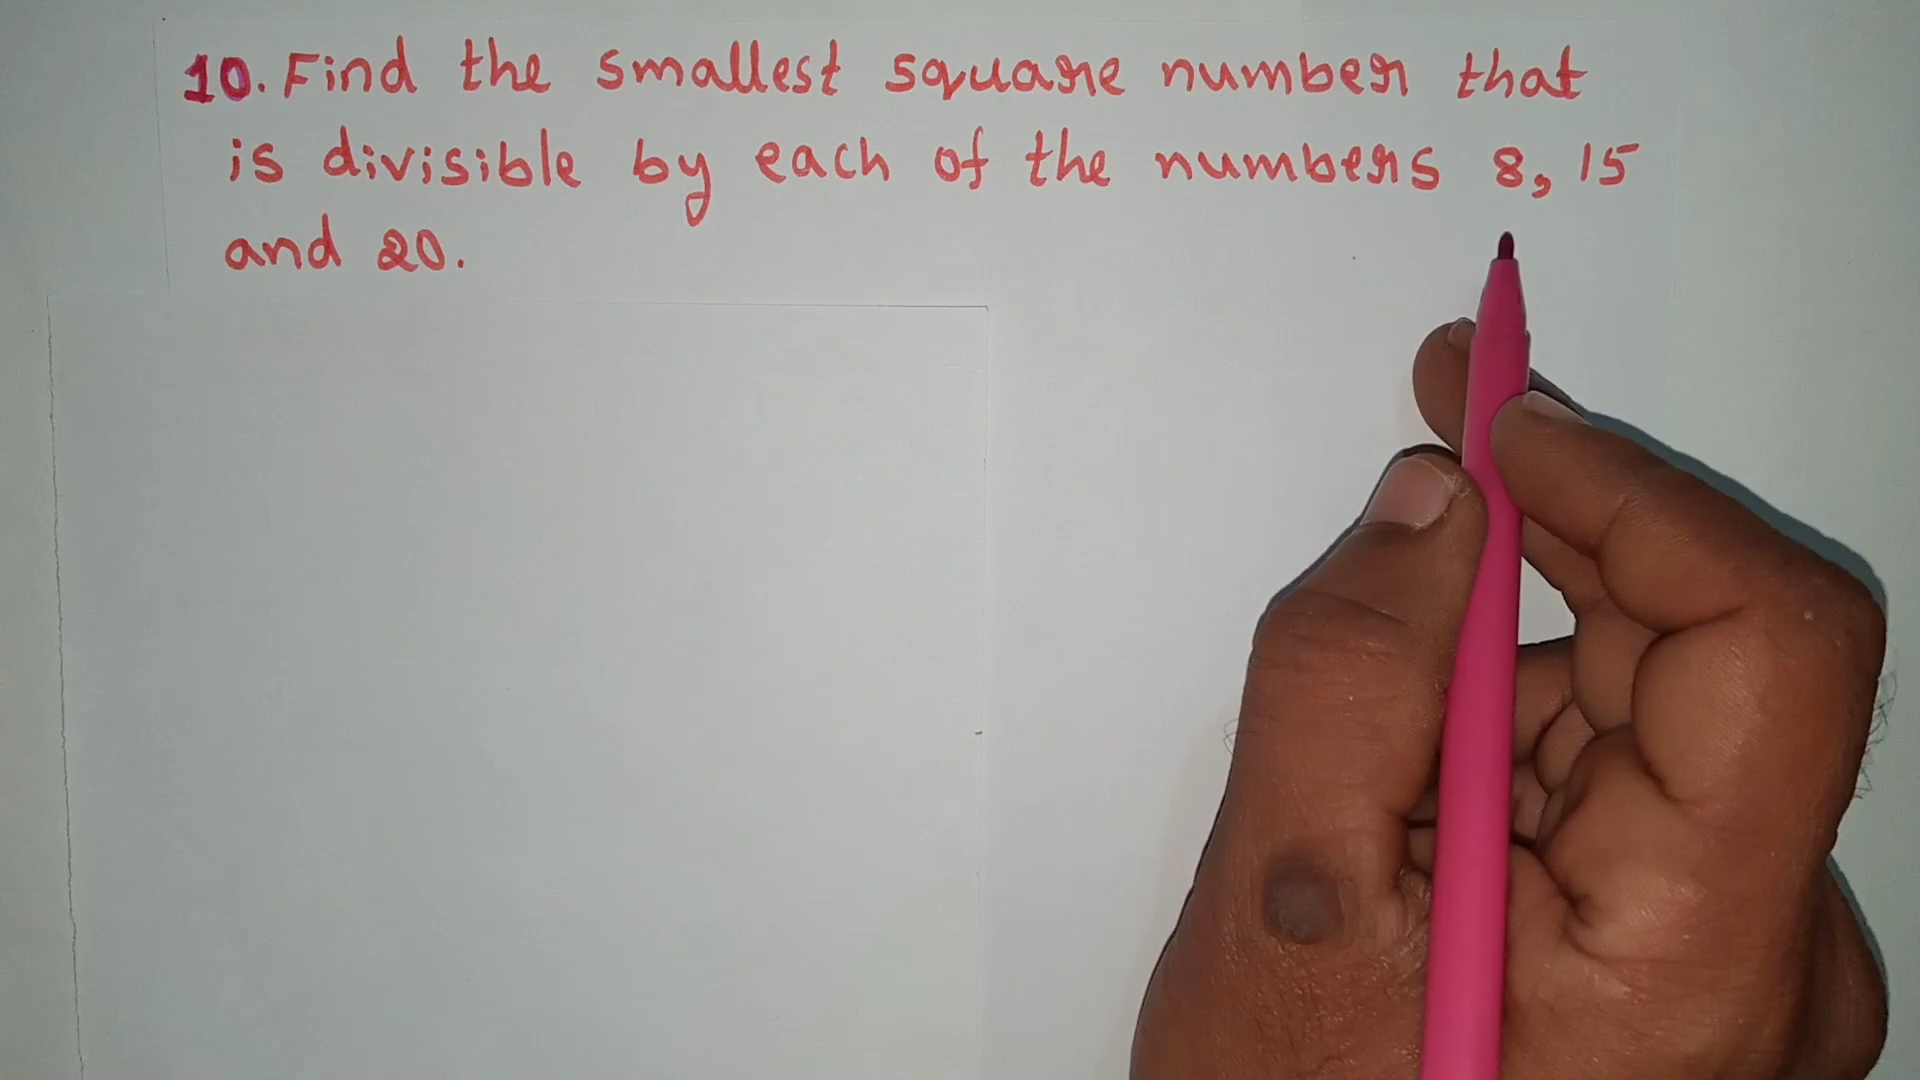 10. Find the smallest square number that
is divisible by each of the numbers 8, 15
and 20.